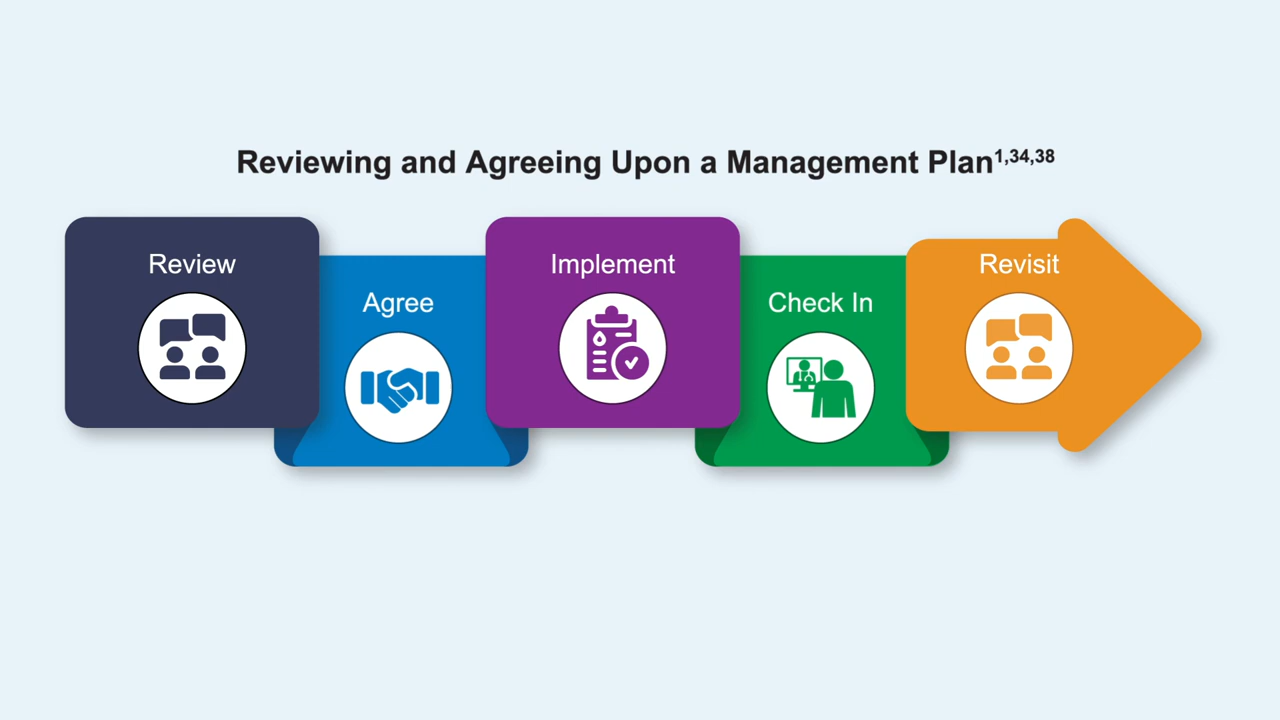 Reviewing and Agreeing Upon a Management Plan1,34,38
Review
Agree
Implement
Check In
Revisit